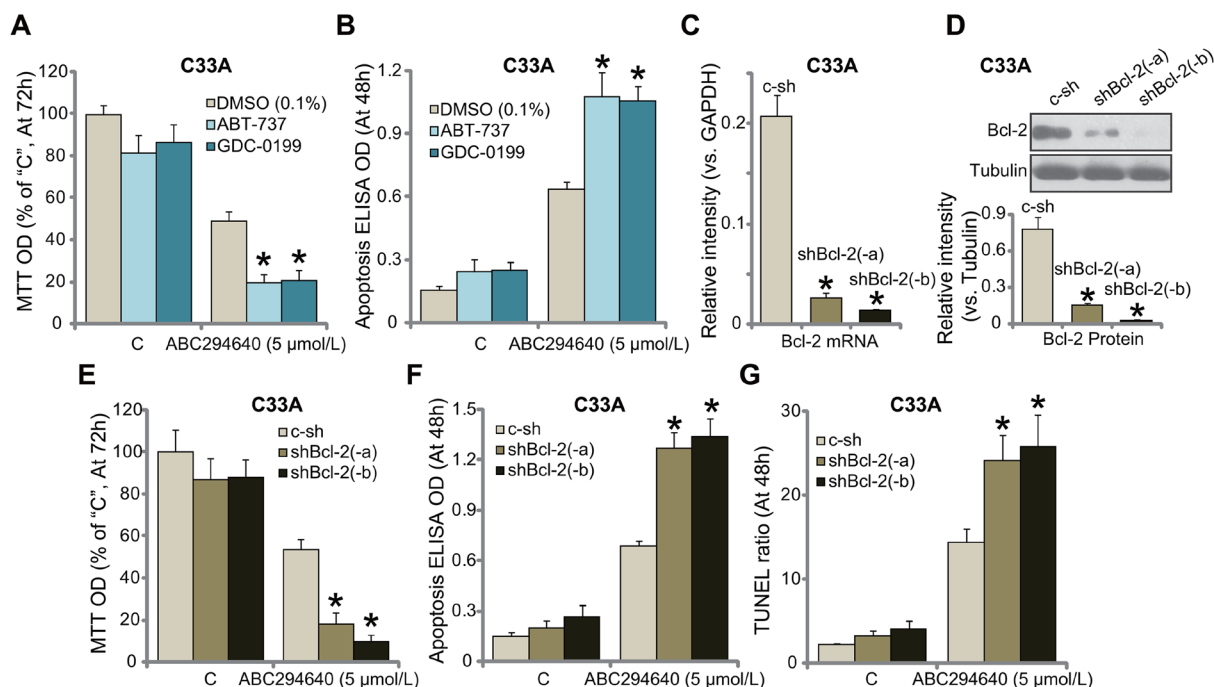 A
C33A
MTT OD (% of “C”, At 72h)
120
100
80
60
40
20
0
DMSO (0.1%)
ABT-737
GDC-0199
*
*
C
ABC294640 (5 µmol/L)
B
C33A
Apoptosis ELISA OD (At 48h)
1.2
0.9
0.6
0.3
0
DMSO (0.1%)
ABT-737
GDC-0199
*
*
C
ABC294640 (5 µmol/L)
C
C33A
Relative intensity (vs. GAPDH)
0.2
0.1
0
c-sh
shBcl-2(-a)
shBcl-2(-b)
*
*
Bcl-2 mRNA
D
C33A
c-sh
shBcl-2(-a)
shBcl-2(-b)
Bcl-2
Tubulin
Relative intensity
(vs. Tubulin)
0.9
0.6
0.3
0
c-sh
shBcl-2(-a)
shBcl-2(-b)
*
*
Bcl-2 Protein
E
C33A
MTT OD (% of “C”, At 72h)
120
100
80
60
40
20
0
c-sh
shBcl-2(-a)
shBcl-2(-b)
*
*
C
ABC294640 (5 µmol/L)
F
C33A
Apoptosis ELISA OD (At 48h)
1.5
1.2
0.9
0.6
0.3
0
c-sh
shBcl-2(-a)
shBcl-2(-b)
*
*
C
ABC294640 (5 µmol/L)
G
C33A
TUNEL ratio (At 48h)
30
20
10
0
c-sh
shBcl-2(-a)
shBcl-2(-b)
*
*
C
ABC294640 (5 µmol/L)